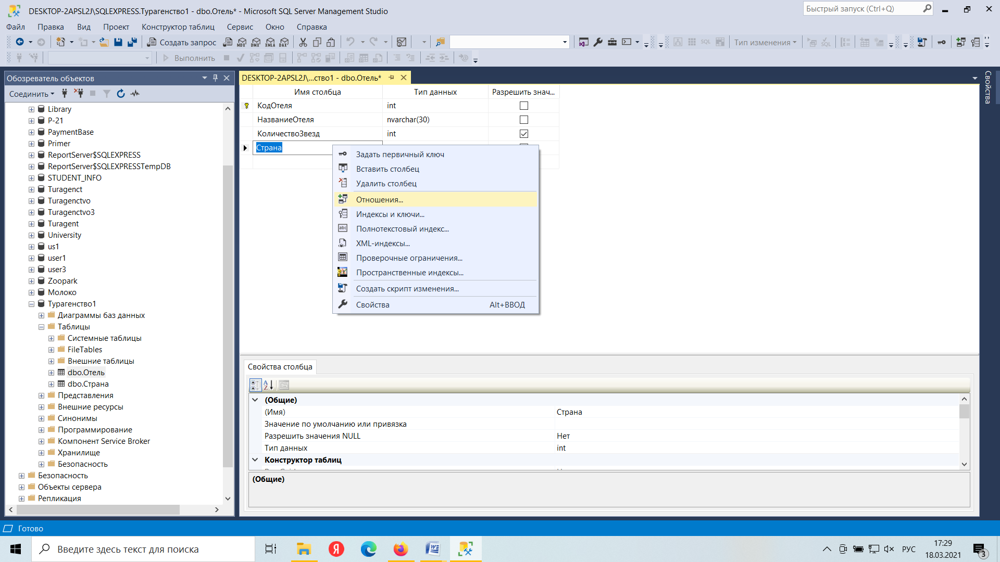 DESKTOP-2APSL2J\SQLEXPRESS.Турагенство1 - dbo.Отель* - Microsoft SQL Server Management Studio
Быстрый запуск (Ctrl+Q)
Файл Правка Вид Проект Конструктор таблиц Сервис Окно Справка
Создать запрос
MDX DMX XMLA DAX
SQL Тип изменения
Выполнить
Обозреватель объектов
Соединить
Library
P-21
PaymentBase
Primer
ReportServer$SQLEXPRESS
ReportServer$SQLEXPRESSTempDB
STUDENT_INFO
Turagenct
Turagenctvo
Turagenctvo3
Turagent
University
us1
user1
user3
Zoopark
Молоко
Турагенство1
Диаграммы баз данных
Таблицы
Системные таблицы
FileTables
Внешние таблицы
dbo.Отель
dbo.Страна
Представления
Внешние ресурсы
Синонимы
Программирование
Компонент Service Broker
Хранилище
Безопасность
Безопасность
Объекты сервера
Репликация
DESKTOP-2APSL2J\...ство1 - dbo.Отель*
Имя столбца Тип данных Разрешить знач...
КодОтеля int
НазваниеОтеля nvarchar(30)
КоличествоЗвезд int
Страна
Задать первичный ключ
Вставить столбец
Удалить столбец
Отношения...
Индексы и ключи...
Полнотекстовый индекс...
XML-индексы...
Проверочные ограничения...
Пространственные индексы...
Создать скрипт изменения...
Свойства Alt+ВВОД
Свойства столбца
(Общие)
(Имя) Страна
Значение по умолчанию или привязка
Разрешить значения NULL Нет
Тип данных int
Конструктор таблиц
(Общие)
Свойства
Готово
Введите здесь текст для поиска
РУС
17:29
18.03.2021
3